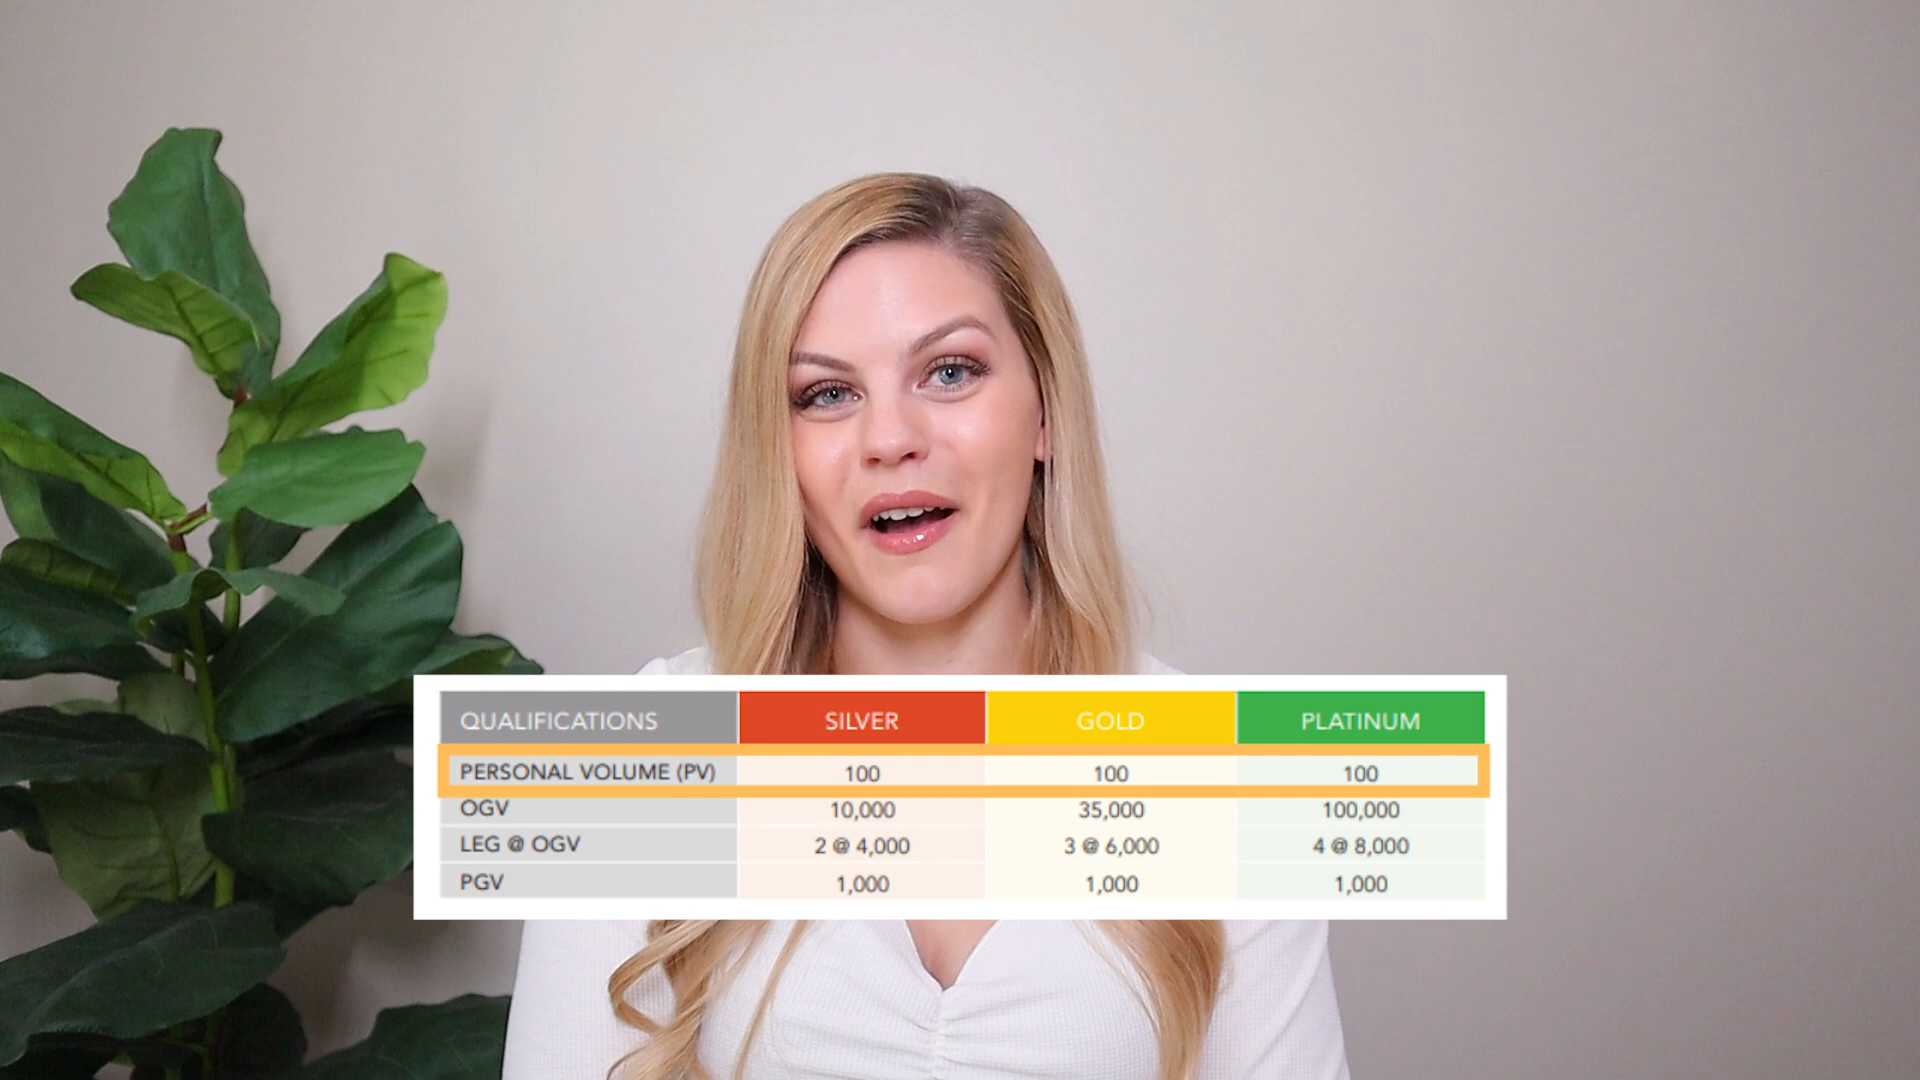 QUALIFICATIONS SILVER GOLD PLATINUM
PERSONAL VOLUME (PV) 100 100 100
OGV 10,000 35,000 100,000
LEG @ OGV 2 @ 4,000 3 @ 6,000 4 @ 8,000
PGV 1,000 1,000 1,000